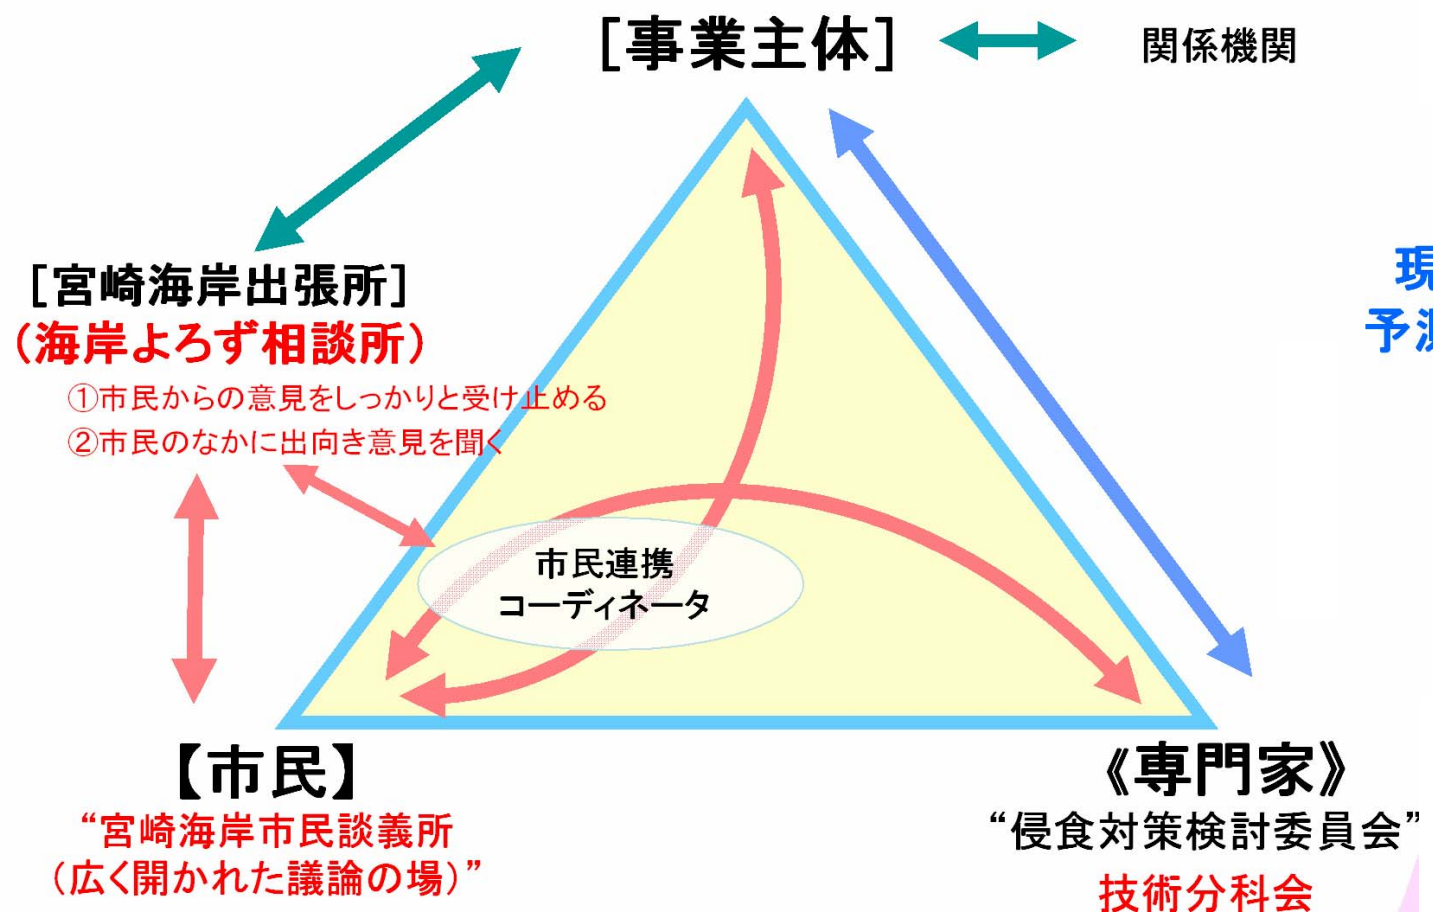 ［事業主体］
関係機関
［宮崎海岸出張所］
（海岸よろず相談所）
①市民からの意見をしっかりと受け止める
②市民のなかに出向き意見を聞く
現
予測
市民連携
コーディネータ
【市民】
“宮崎海岸市民談義所
（広く開かれた議論の場）”
《専門家》
“侵食対策検討委員会”
技術分科会